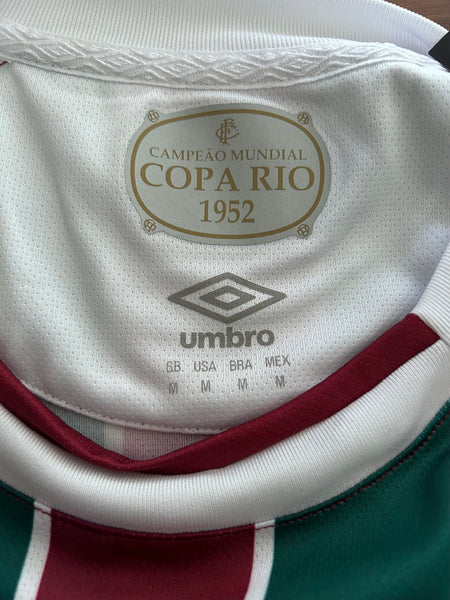 CAMPEÃO MUNDIAL
COPA RIO
1952
umbro
GB USA BRA MEX
M M M M